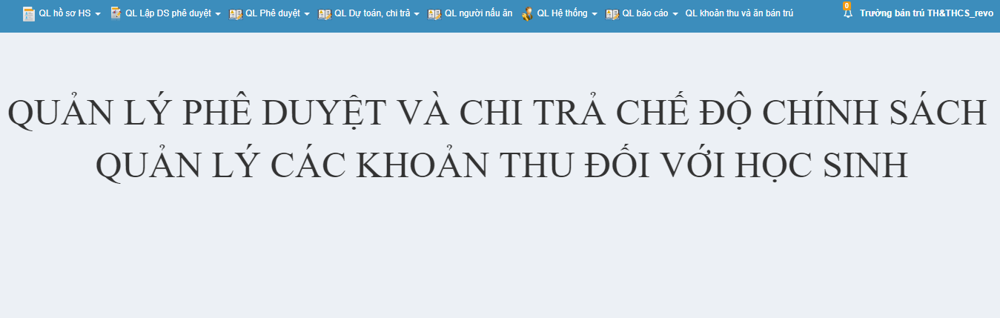 QL hồ sơ HS QL Lập DS phê duyệt QL Phê duyệt QL Dự toán, chi trả QL người nấu ăn QL Hệ thống QL báo cáo QL khoản thu và ăn bán trú 0 Trường bán trú TH&THCS_revo
QUẢN LÝ PHÊ DUYỆT VÀ CHI TRẢ CHẾ ĐỘ CHÍNH SÁCH
QUẢN LÝ CÁC KHOẢN THU ĐỐI VỚI HỌC SINH